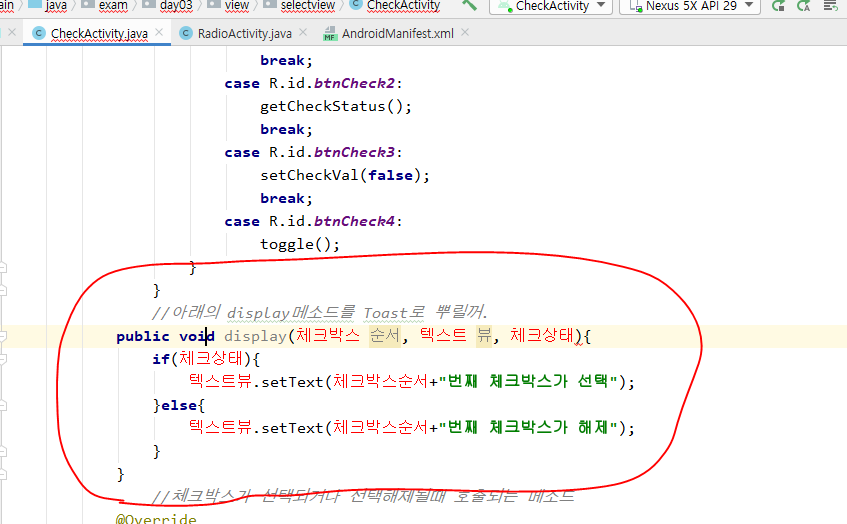 java exam day03 view selectview CheckActivity CheckActivity Nexus 5X API 29
CheckActivity.java RadioActivity.java AndroidManifest.xml
break;
case R.id.btnCheck2:
getCheckStatus();
break;
case R.id.btnCheck3:
setCheckVal(false);
break;
case R.id.btnCheck4:
toggle();
}
}
//아래의 display메소드를 Toast로 뿌릴꺼.
public void display(체크박스 순서, 텍스트 뷰, 체크상태){
if(체크상태){
텍스트뷰.setText(체크박스순서+"번째 체크박스가 선택");
}else{
텍스트뷰.setText(체크박스순서+"번째 체크박스가 해제");
}
}
//체크박스가 선택되거나 선택해제될때 호출되는 메소드
@Override